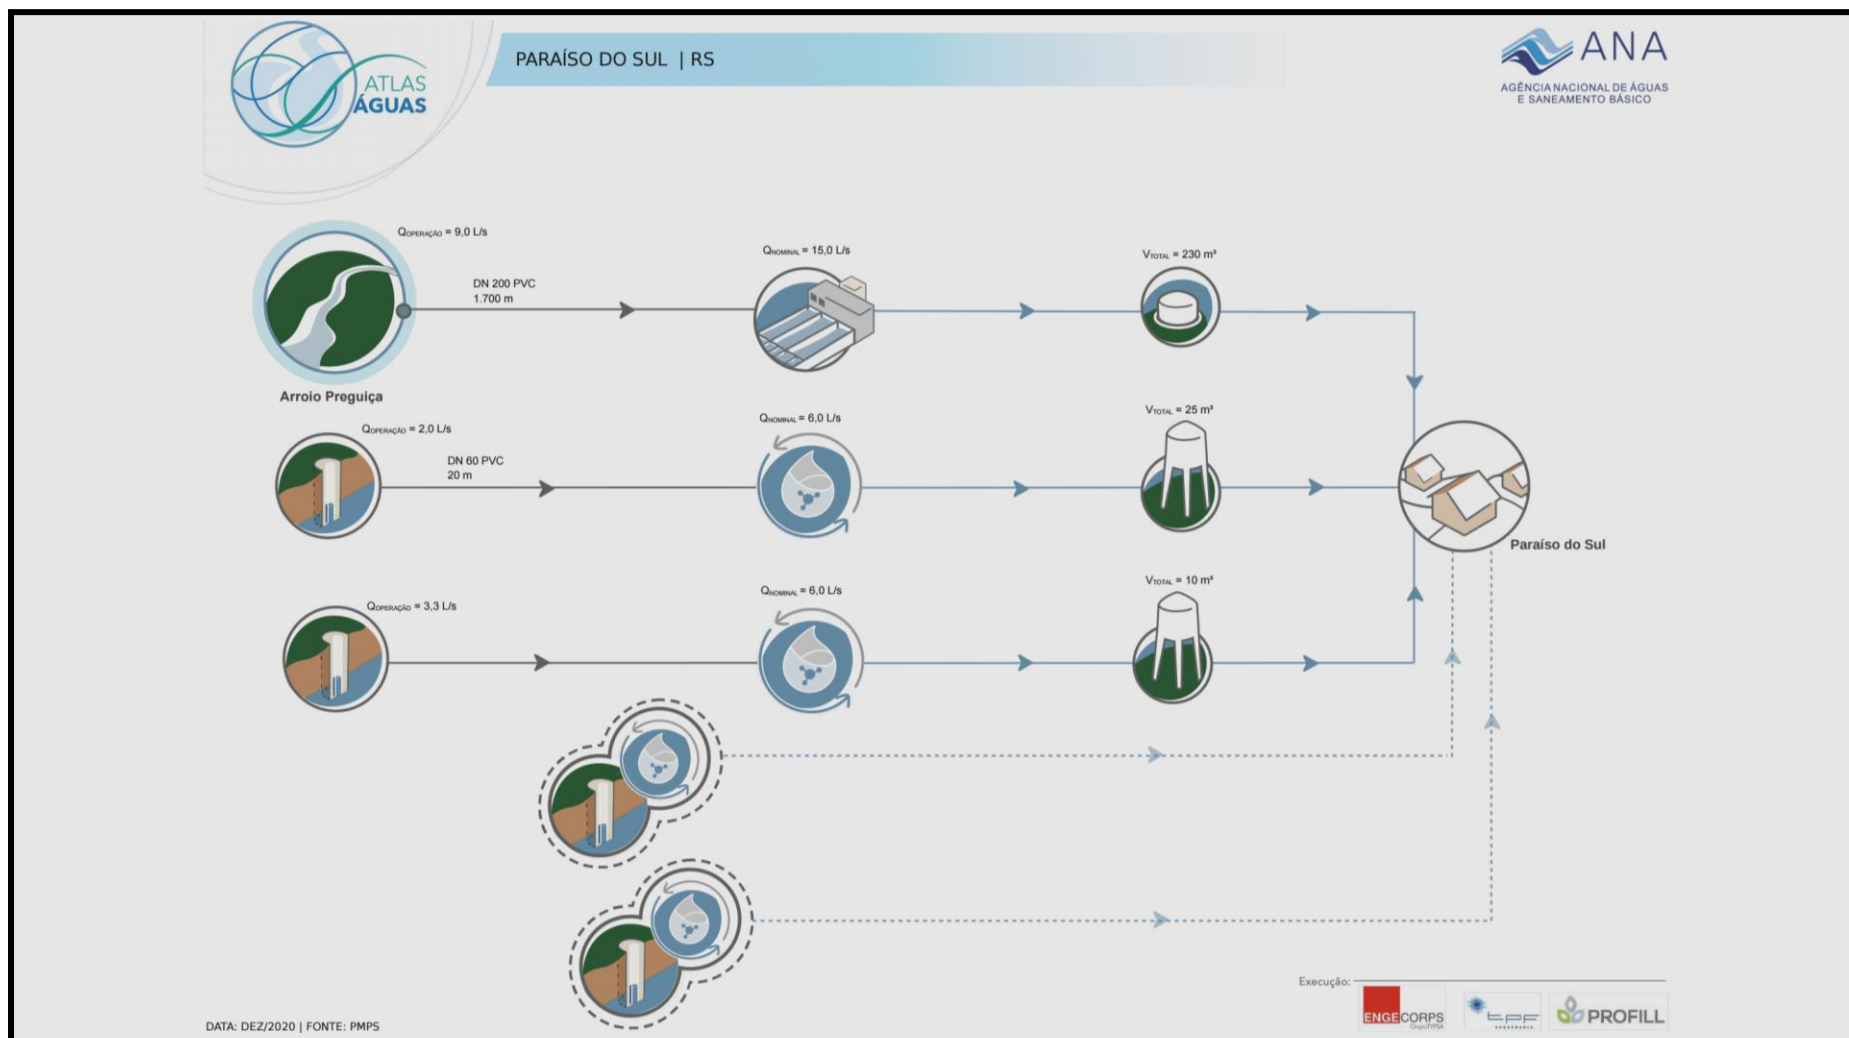 ATLAS
ÁGUAS
PARAÍSO DO SUL | RS
ANA
AGÊNCIA NACIONAL DE ÁGUAS
E SANEAMENTO BÁSICO
QOPERAÇÃO = 9,0 L/s
DN 200 PVC
1.700 m
QNOMINAL = 15,0 L/s
VTOTAL = 230 m³
Arroio Preguiça
QOPERAÇÃO = 2,0 L/s
DN 60 PVC
20 m
QNOMINAL = 6,0 L/s
VTOTAL = 25 m³
Paraíso do Sul
QOPERAÇÃO = 3,3 L/s
QNOMINAL = 6,0 L/s
VTOTAL = 10 m³
Execução:
ENGECORPS
GrupoTYPSA
tpf
ENGENHARIA
PROFILL
DATA: DEZ/2020 | FONTE: PMPS